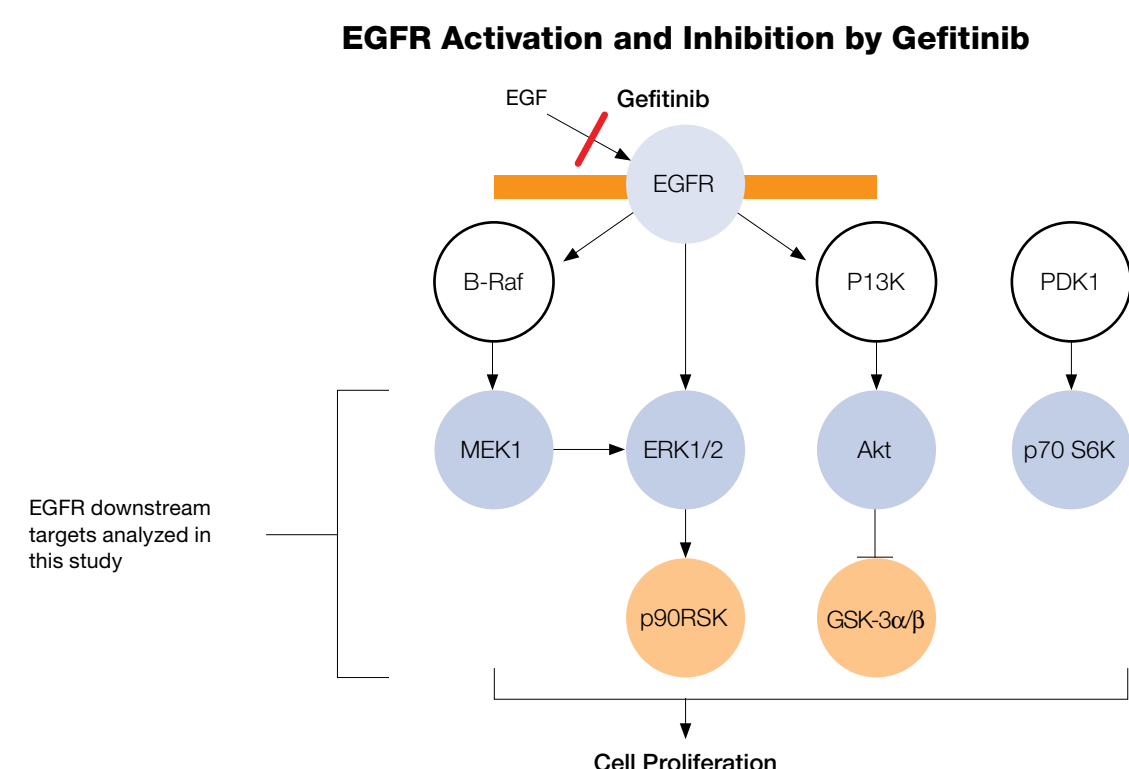 EGFR Activation and Inhibition by Gefitinib
EGF
Gefitinib
EGFR
B-Raf
P13K
PDK1
MEK1
ERK1/2
Akt
p70 S6K
EGFR downstream
targets analyzed in
this study
p90RSK
GSK-3α/β
Cell Proliferation